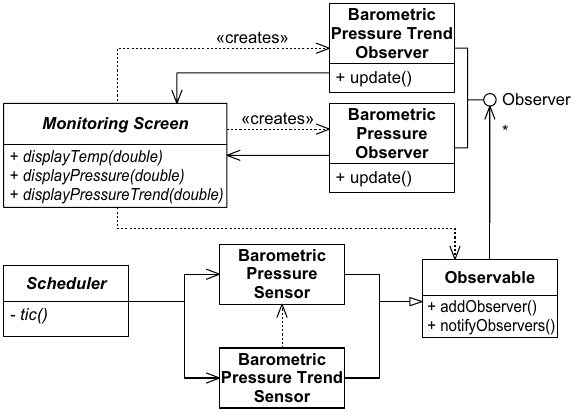 Barometric
Pressure Trend
Observer
+ update()
«creates»
Monitoring Screen
+ displayTemp(double)
+ displayPressure(double)
+ displayPressureTrend(double)
«creates»
Barometric
Pressure
Observer
+ update()
Observer
*
Scheduler
- tic()
Barometric
Pressure
Sensor
Barometric
Pressure Trend
Sensor
Observable
+ addObserver()
+ notifyObservers()